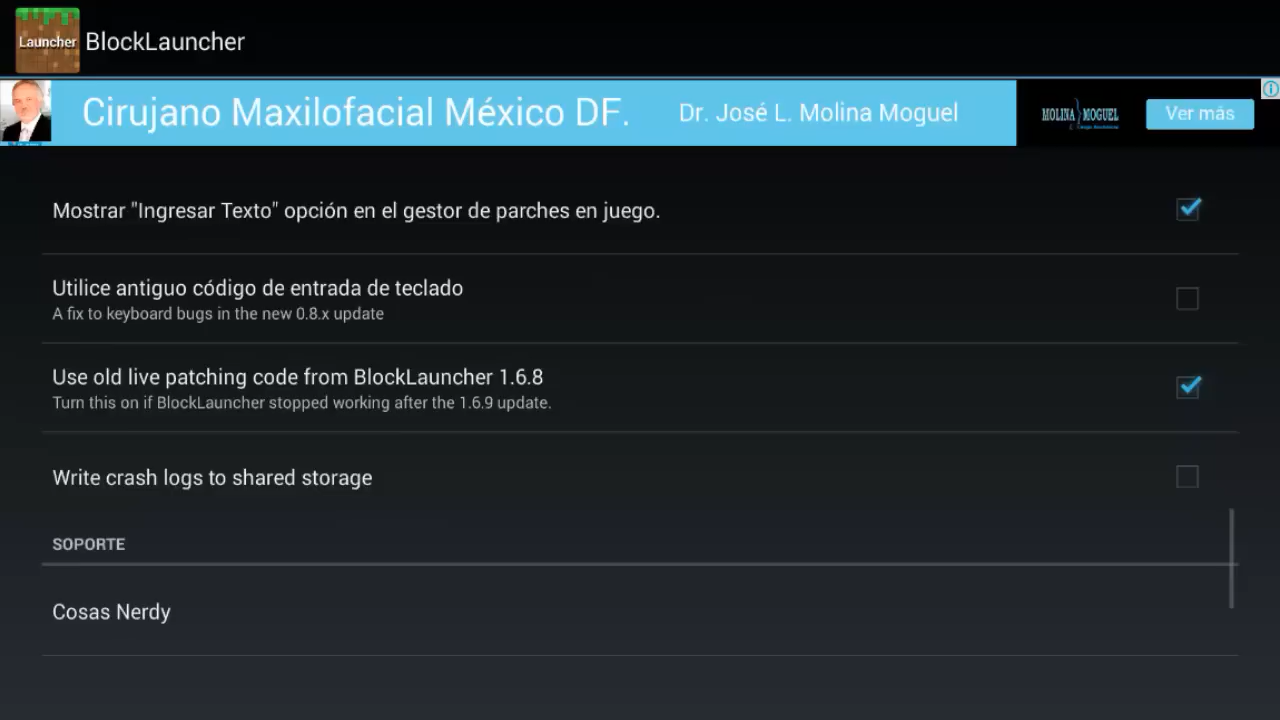 Launcher
BlockLauncher
Cirujano Maxilofacial México DF.
Dr. José L. Molina Moguel
MOLINA MOGUEL
Ver más
Mostrar "Ingresar Texto" opción en el gestor de parches en juego.
Utilice antiguo código de entrada de teclado
A fix to keyboard bugs in the new 0.8.x update
Use old live patching code from BlockLauncher 1.6.8
Turn this on if BlockLauncher stopped working after the 1.6.9 update.
Write crash logs to shared storage
SOPORTE
Cosas Nerdy